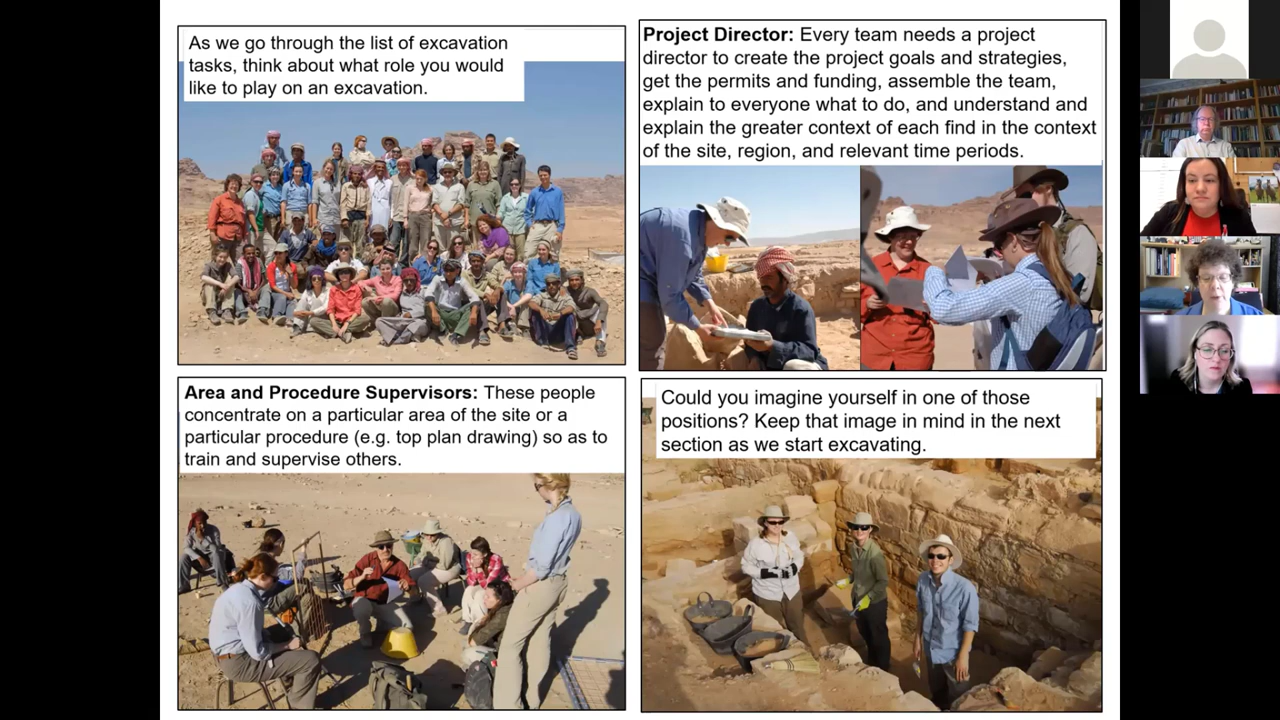 As we go through the list of excavation
tasks, think about what role you would
like to play on an excavation.
Project Director: Every team needs a project
director to create the project goals and strategies,
get the permits and funding, assemble the team,
explain to everyone what to do, and understand and
explain the greater context of each find in the context
of the site, region, and relevant time periods.
Area and Procedure Supervisors: These people
concentrate on a particular area of the site or a
particular procedure (e.g. top plan drawing) so as to
train and supervise others.
Could you imagine yourself in one of those
positions? Keep that image in mind in the next
section as we start excavating.